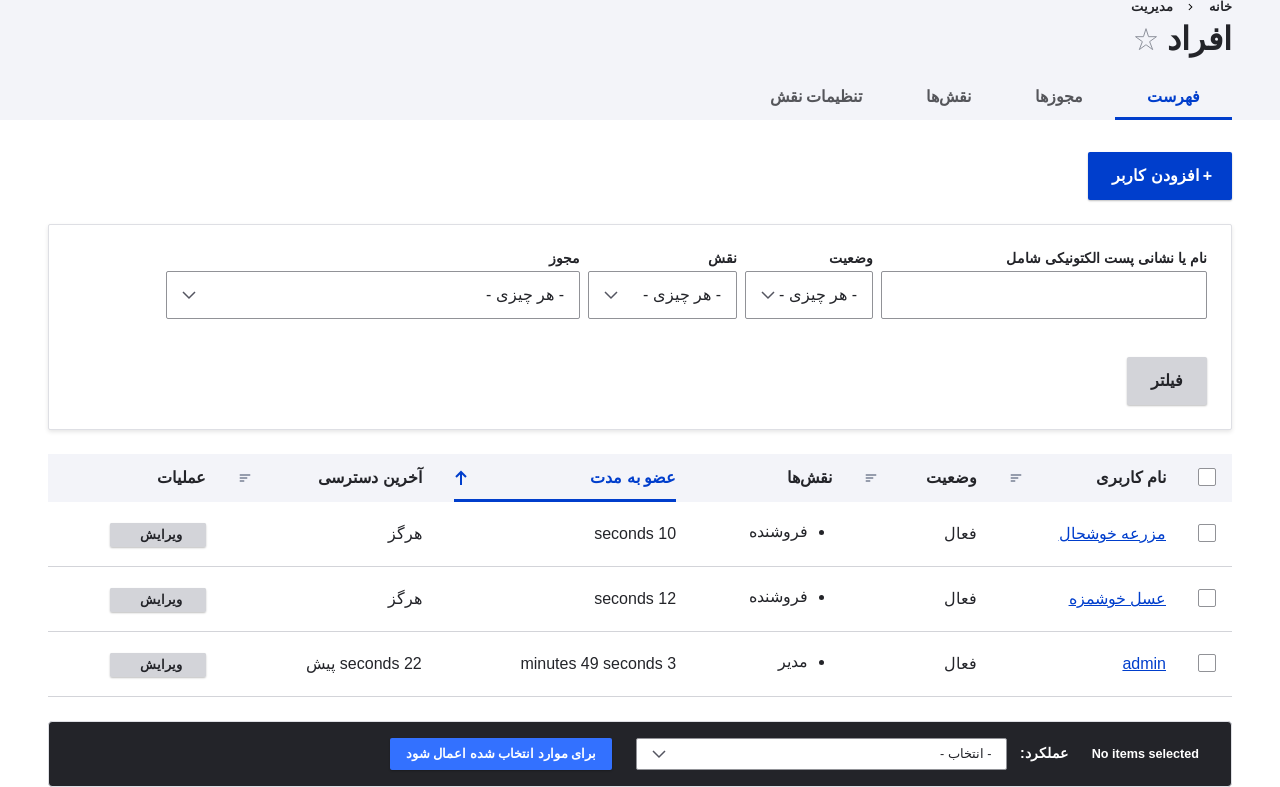 خانه › مدیریت
افراد ☆
فهرست مجوزها نقش‌ها تنظیمات نقش
+ افزودن کاربر
نام یا نشانی پست الکترونیکی شامل وضعیت نقش مجوز
- هر چیزی - - هر چیزی - - هر چیزی -
فیلتر
نام کاربری وضعیت نقش‌ها عضو به مدت آخرین دسترسی عملیات
مزرعه خوشحال فعال • فروشنده 10 seconds هرگز ویرایش
عسل خوشمزه فعال • فروشنده 12 seconds هرگز ویرایش
admin فعال • مدیر 3 minutes 49 seconds 22 seconds پیش ویرایش
No items selected عملکرد: - انتخاب - برای موارد انتخاب شده اعمال شود